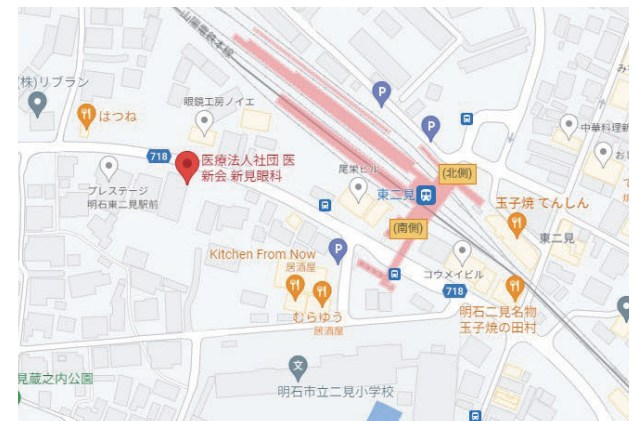 山陽電鉄本線
(株)リブラン
はつね
眼鏡工房ノイエ
P
P
中華料理新
718
医療法人社団 医
新会 新見眼科
プレステージ
明石東二見駅前
尾栄ビル
東二見
(北側)
(南側)
玉子焼 てんしん
東二見
Kitchen From Now
居酒屋
P
コウメイビル
718
むらゆう
居酒屋
明石二見名物
玉子焼の田村
文
明石市立二見小学校
見蔵之内公園